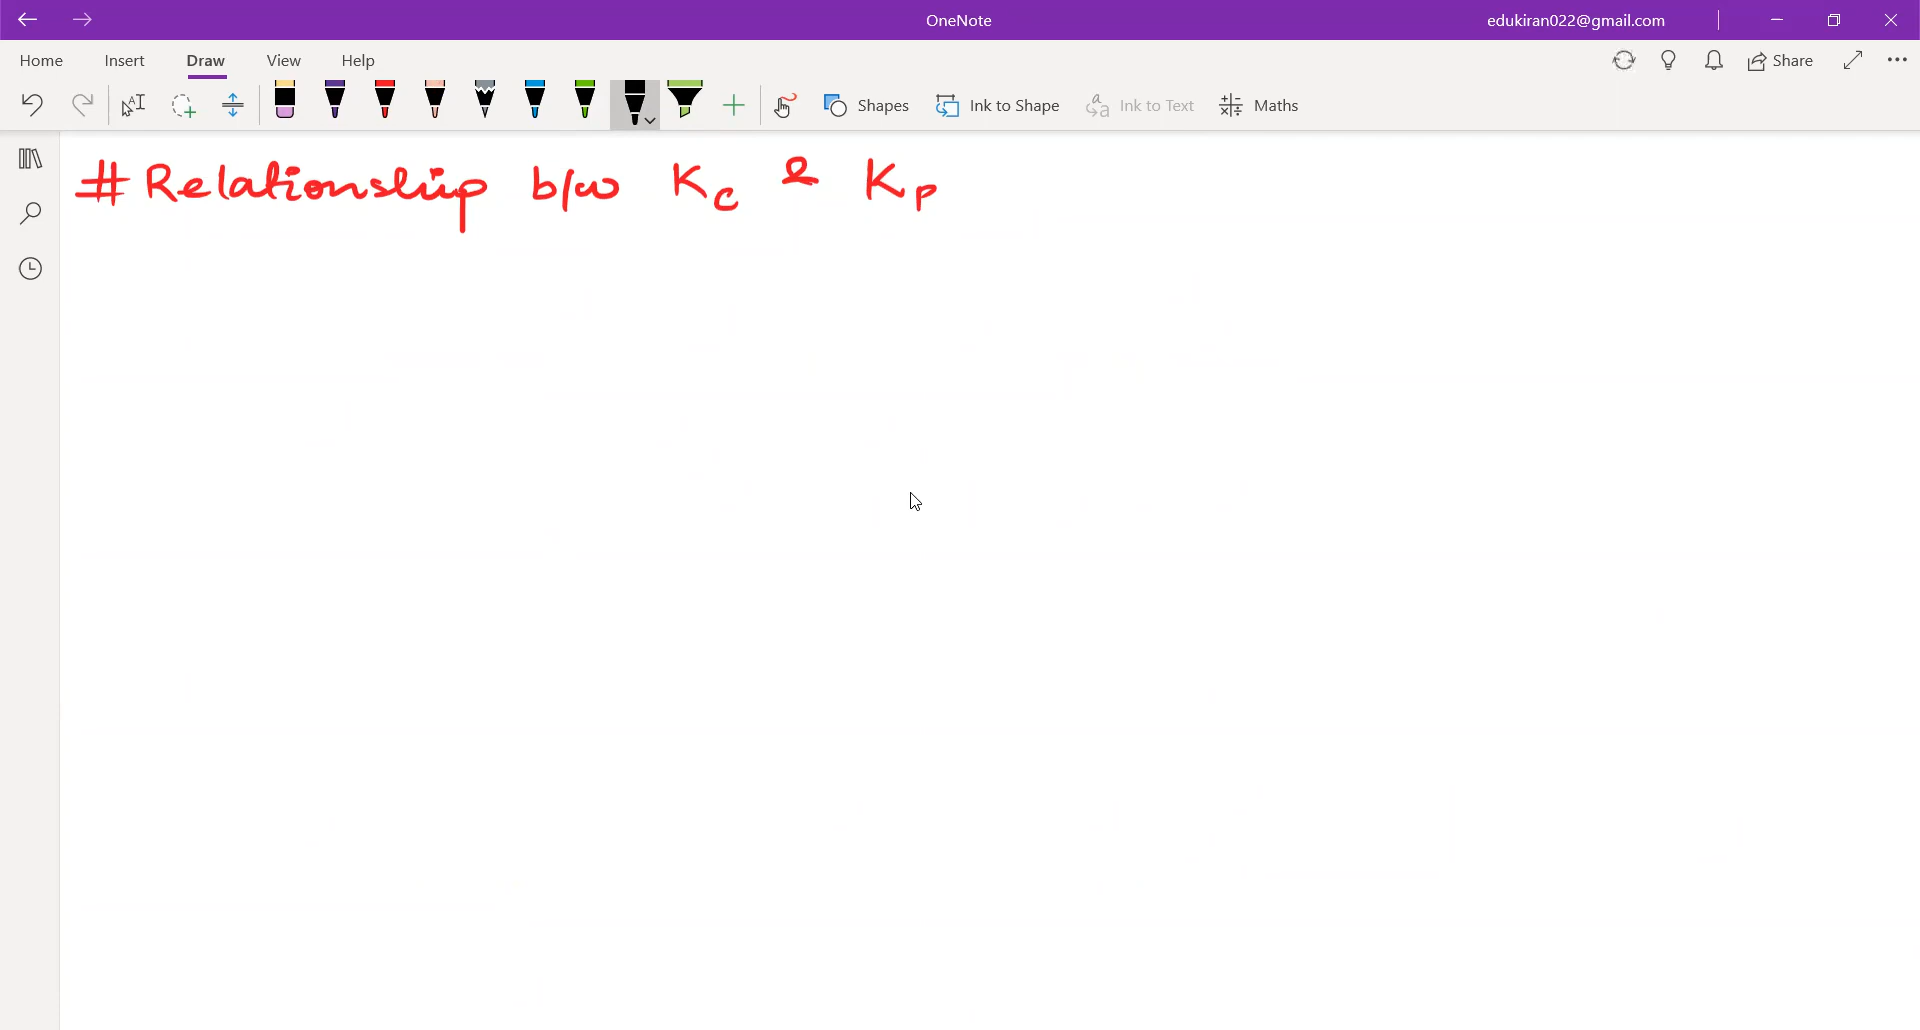 OneNote
edukiran022@gmail.com
Home Insert Draw View Help
Share
Shapes Ink to Shape Ink to Text Maths
# Relationship b/w Kc & Kp